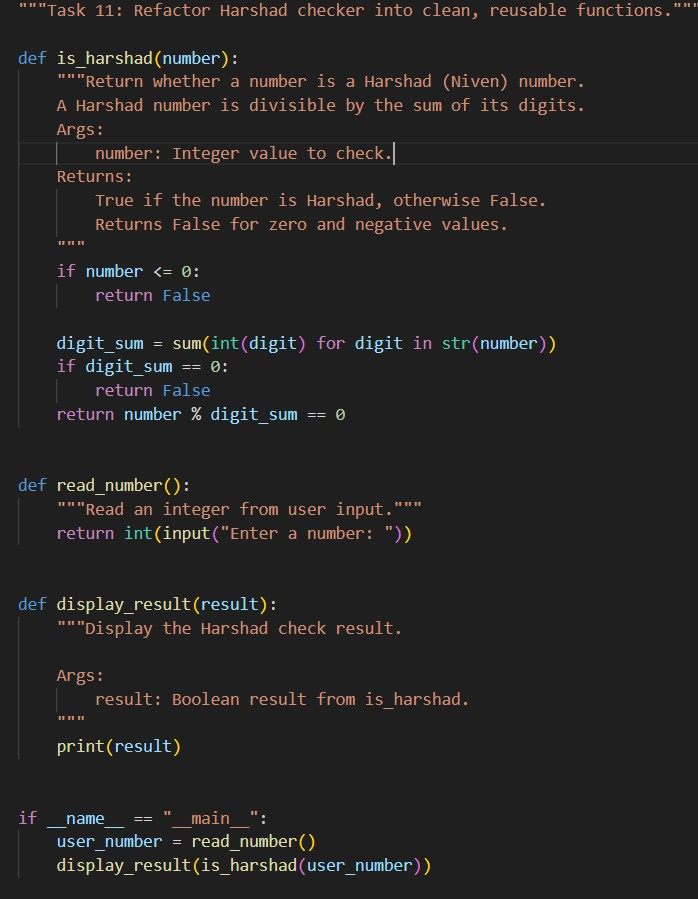 """Task 11: Refactor Harshad checker into clean, reusable functions."""

def is_harshad(number):
    """Return whether a number is a Harshad (Niven) number.
    A Harshad number is divisible by the sum of its digits.
    Args:
        number: Integer value to check.
    Returns:
        True if the number is Harshad, otherwise False.
        Returns False for zero and negative values.
    """
    if number <= 0:
        return False

    digit_sum = sum(int(digit) for digit in str(number))
    if digit_sum == 0:
        return False
    return number % digit_sum == 0


def read_number():
    """Read an integer from user input."""
    return int(input("Enter a number: "))


def display_result(result):
    """Display the Harshad check result.

    Args:
        result: Boolean result from is_harshad.
    """
    print(result)


if __name__ == "__main__":
    user_number = read_number()
    display_result(is_harshad(user_number))